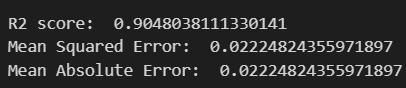 R2 score:  0.9048038111330141
Mean Squared Error:  0.02224824355971897
Mean Absolute Error:  0.02224824355971897